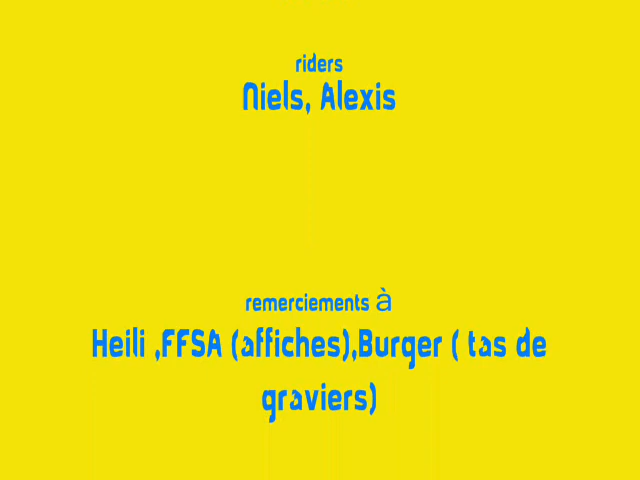 riders
Niels, Alexis
remerciements à
Heili ,FFSA (affiches),Burger ( tas de
graviers)